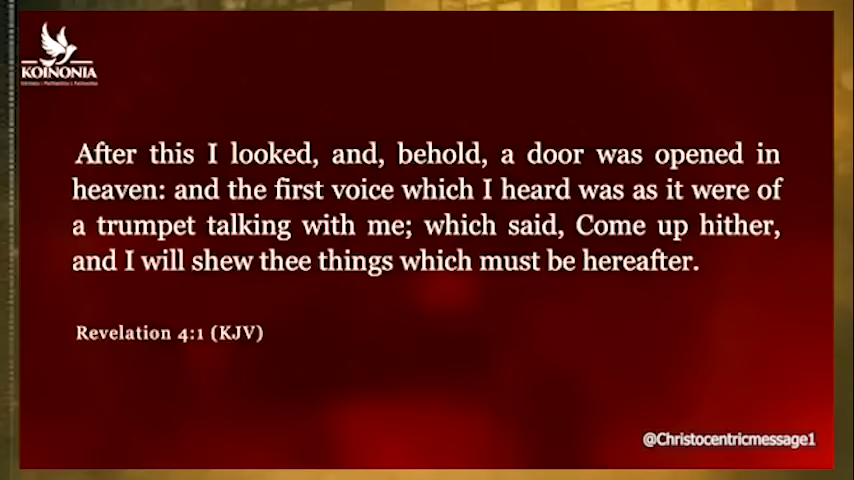 KOINONIA
After this I looked, and, behold, a door was opened in
heaven: and the first voice which I heard was as it were of
a trumpet talking with me; which said, Come up hither,
and I will shew thee things which must be hereafter.
Revelation 4:1 (KJV)
@Christocentricmessage1